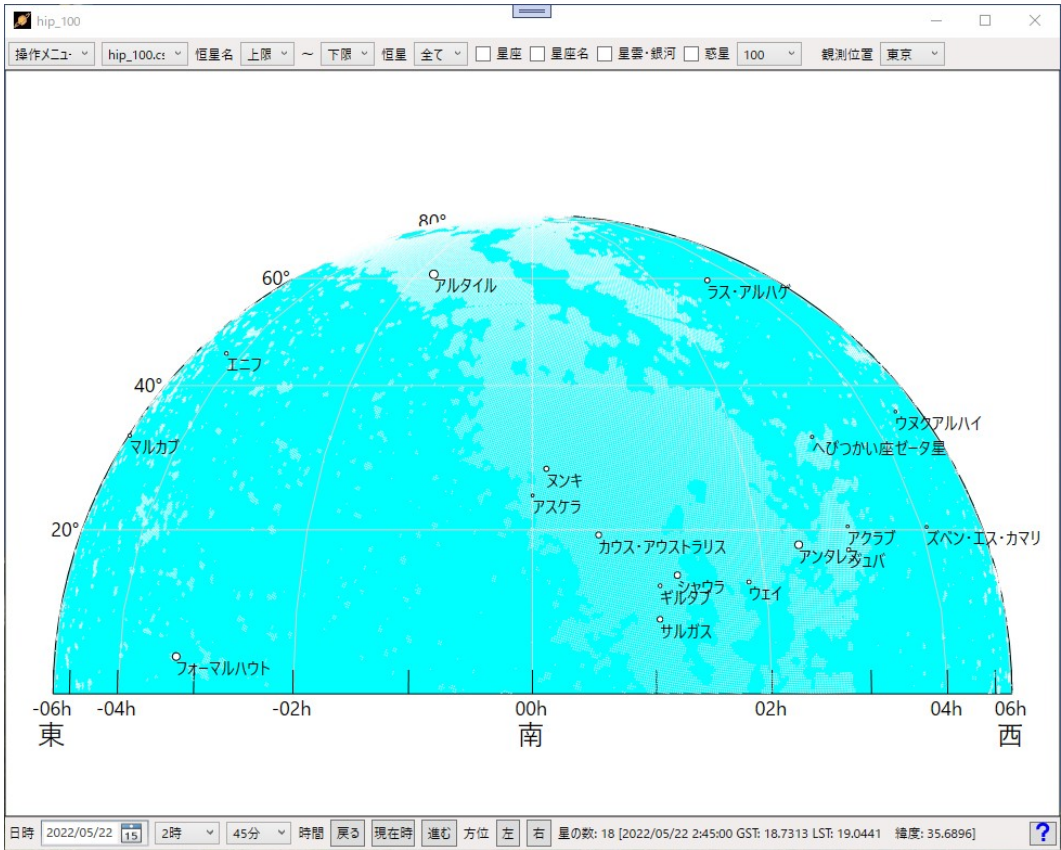 hip_100
操作メニュー hip_100.cs 恒星名 上限 ～ 下限 恒星 全て 星座 星座名 星雲・銀河 惑星 100 観測位置 東京
80°
60°
アルタイル
ラス・アルハゲ
エニフ
40°
ウヌクアルハイ
マルカブ
へびつかい座ゼータ星
ヌンキ
アスケラ
20°
カウス・アウストラリス
アクラブ
ズベン・エス・カマリ
アンタレス
ジュバ
シャウラ
ギルタブ
ウェイ
サルガス
フォーマルハウト
-06h -04h -02h 00h 02h 04h 06h
東 南 西
日時 2022/05/22 15 2時 45分 時間 戻る 現在時 進む 方位 左 右 星の数: 18 [2022/05/22 2:45:00 GST: 18.7313 LST: 19.0441 緯度: 35.6896] ?